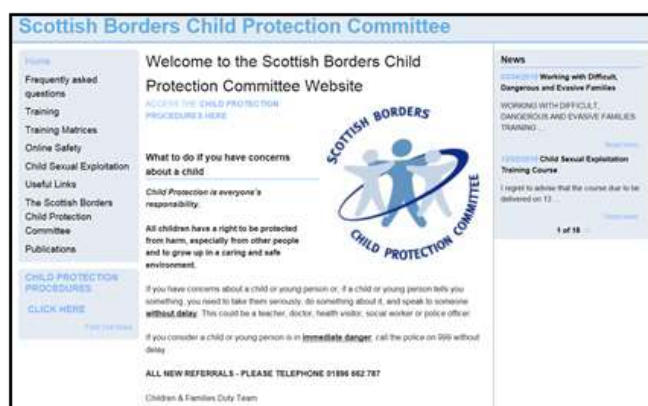 Scottish Borders Child Protection Committee
Home
Frequently asked
questions
Training
Training Matrices
Online Safety
Child Sexual Exploitation
Useful Links
The Scottish Borders
Child Protection
Committee
Publications
CHILD PROTECTION
PROCEDURES
CLICK HERE
Welcome to the Scottish Borders Child
Protection Committee Website
ACCESS THE CHILD PROTECTION
PROCEDURES HERE
What to do if you have concerns
about a child
Child Protection is everyone's
responsibility.
All children have a right to be protected
from harm, especially from other people
and to grow up in a caring and safe
environment.
SCOTTISH BORDERS
CHILD PROTECTION COMMITTEE
If you have concerns about a child or young person or, if a child or young person tells you
something, you need to take them seriously, do something about it, and speak to someone
without delay. This could be a teacher, doctor, health visitor, social worker or police officer.
If you consider a child or young person is in immediate danger, call the police on 999 without
delay
ALL NEW REFERRALS - PLEASE TELEPHONE 01896 662 787
Children & Families Duty Team
News
Working with Difficult,
Dangerous and Evasive Families
WORKING WITH DIFFICULT,
DANGEROUS AND EVASIVE FAMILIES
TRAINING ...
Read more
Child Sexual Exploitation
Training Course
I regret to advise that the course due to be
delivered on 13 ...
Read more
1 of 18